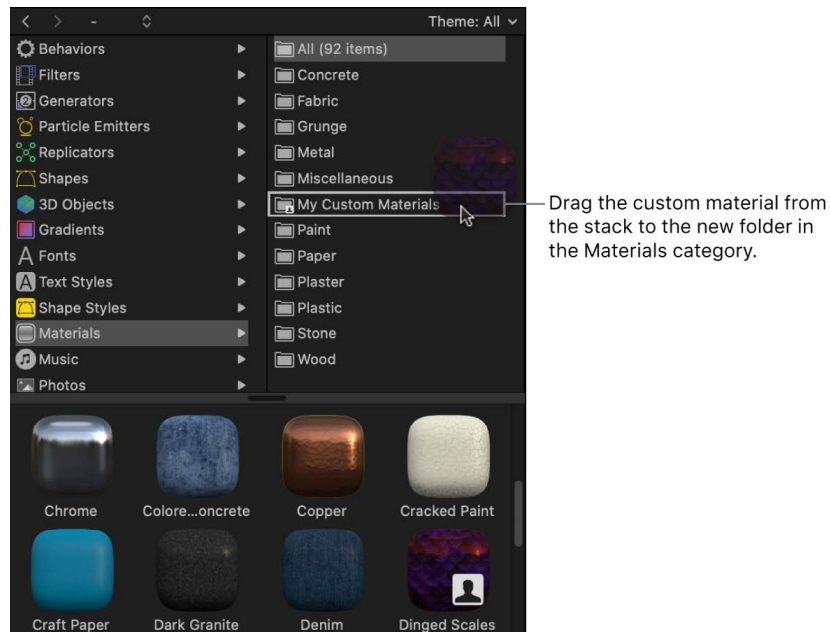 Theme: All
Behaviors
Filters
Generators
Particle Emitters
Replicators
Shapes
3D Objects
Gradients
Fonts
Text Styles
Shape Styles
Materials
Music
Photos
All (92 items)
Concrete
Fabric
Grunge
Metal
Miscellaneous
My Custom Materials
Paint
Paper
Plaster
Plastic
Stone
Wood
Drag the custom material from
the stack to the new folder in
the Materials category.
Chrome
Colore...oncrete
Copper
Cracked Paint
Craft Paper
Dark Granite
Denim
Dinged Scales